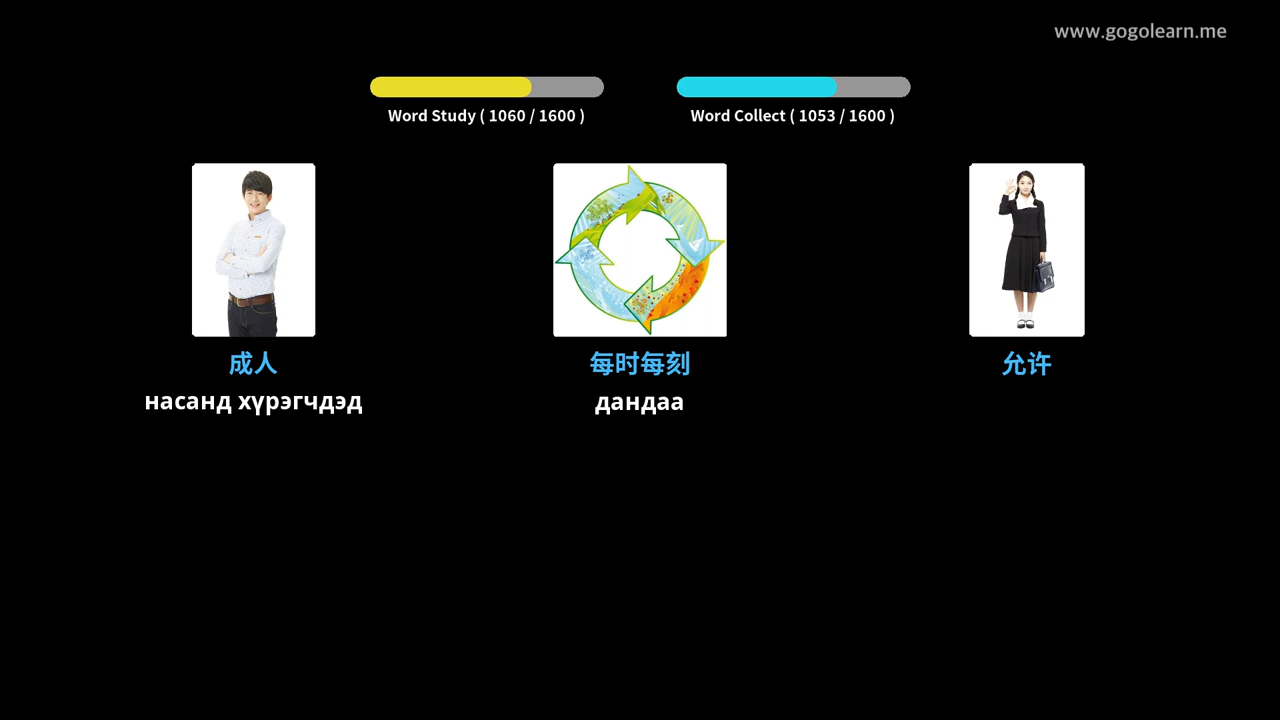 www.gogolearn.me
Word Study ( 1060 / 1600 )
Word Collect ( 1053 / 1600 )
成人
每时每刻
允许
насанд хүрэгчдэд
дандаа